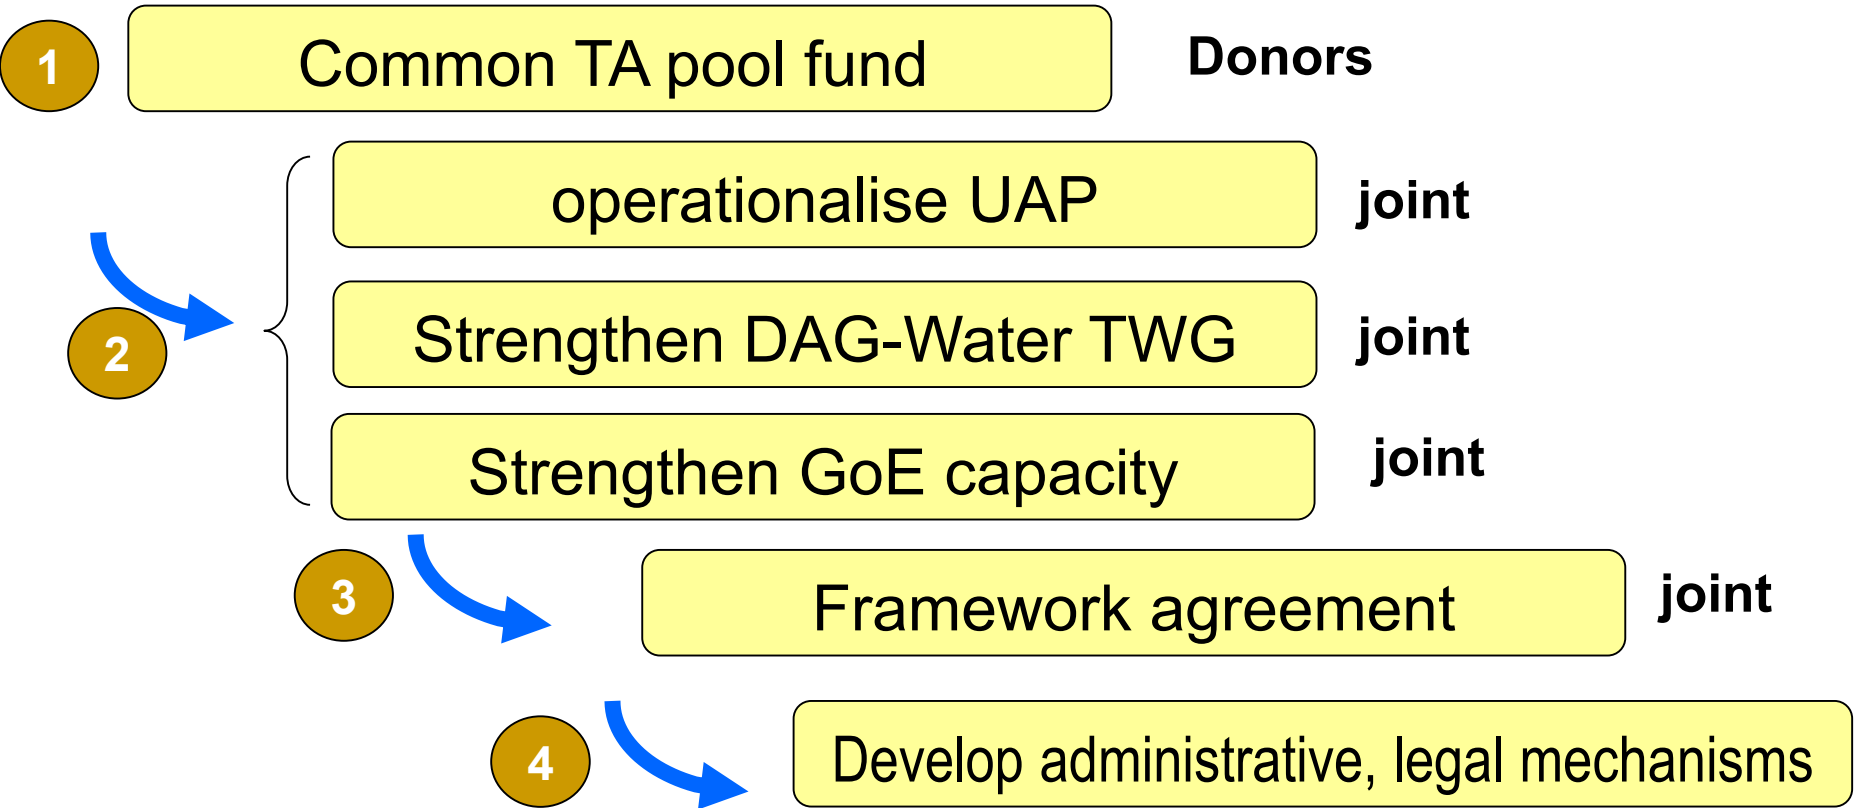 1 Common TA pool fund Donors
operationalise UAP joint
2 Strengthen DAG-Water TWG joint
Strengthen GoE capacity joint
3 Framework agreement joint
4 Develop administrative, legal mechanisms